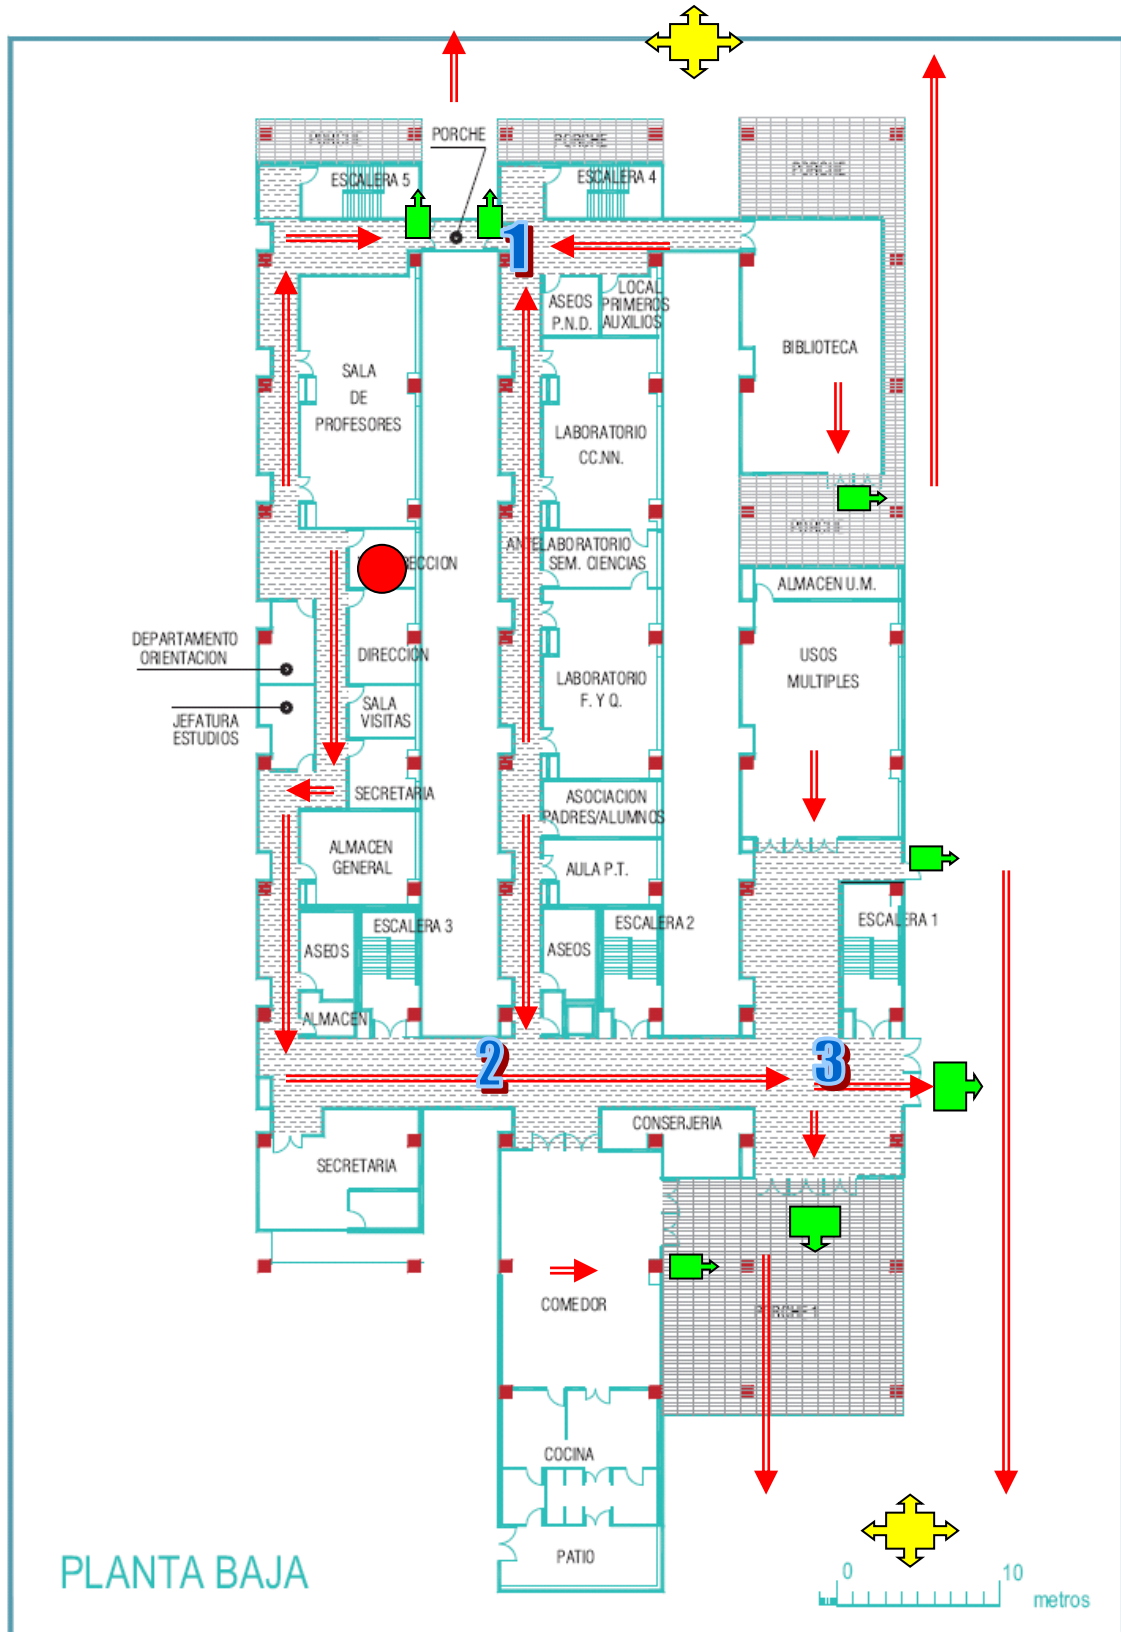 PORCHE
PORCHE
PORCHE
PORCHE
ESCALERA 5
ESCALERA 4
1
ASEOS
P.N.D.
LOCAL
PRIMEROS
AUXILIOS
SALA
DE
PROFESORES
BIBLIOTECA
LABORATORIO
CC.NN.
PORCHE
ANTELABORATORIO
SEM. CIENCIAS
ECCION
ALMACEN U.M.
DEPARTAMENTO
ORIENTACION
DIRECCION
USOS
MULTIPLES
LABORATORIO
F. Y Q.
JEFATURA
ESTUDIOS
SALA
VISITAS
SECRETARIA
ASOCIACION
PADRES/ALUMNOS
ALMACEN
GENERAL
AULA P.T.
ESCALERA 3
ESCALERA 2
ESCALERA 1
ASEOS
ASEOS
ALMACEN
2
3
CONSERJERIA
SECRETARIA
COMEDOR
PORCHE 1
COCINA
PATIO
PLANTA BAJA
0
10
metros